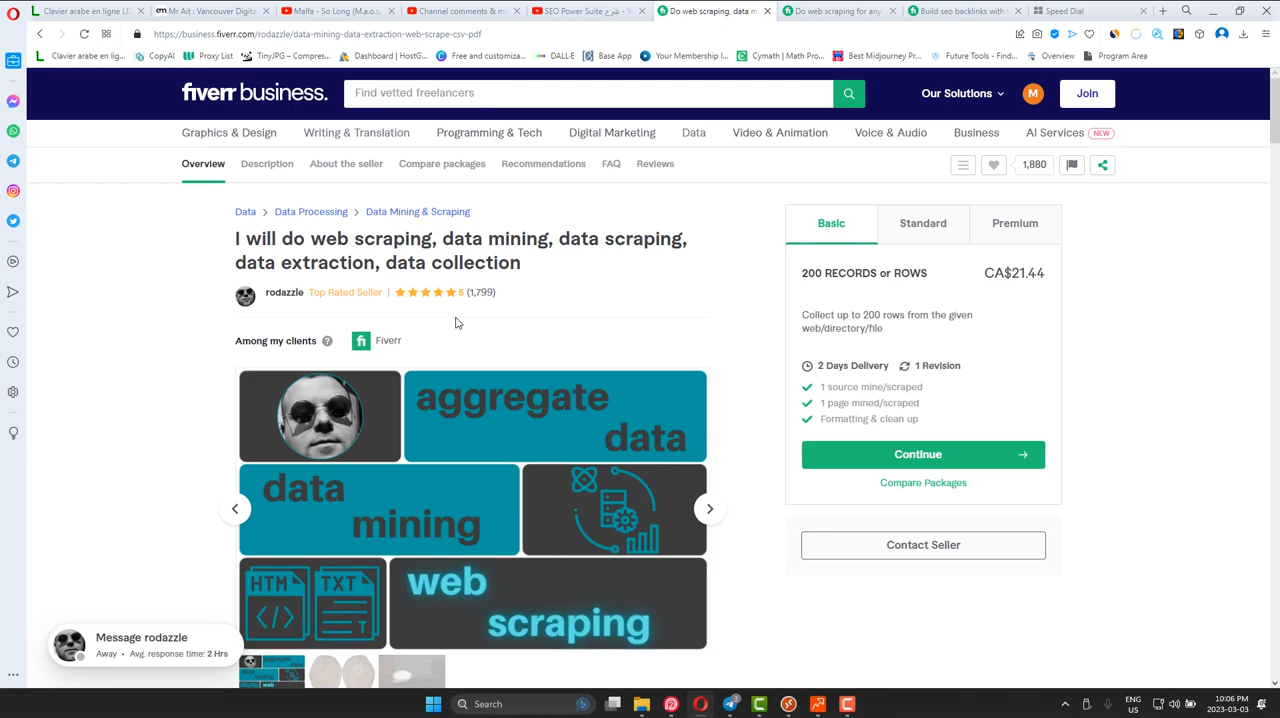 Clavier arabe en ligne LE
Mr Ait : Vancouver Digita
Malfa - So Long (M.a.o.s.
Channel comments & me
SEO Power Suite - شرح - Yo
Do web scraping, data m
Do web scraping for any
Build seo backlinks with
Speed Dial
https://business.fiverr.com/rodazzle/data-mining-data-extraction-web-scrape-csv-pdf
Clavier arabe en lig...
CopyAI
Proxy List
TinyJPG – Compres...
Dashboard | HostG...
Free and customiza...
DALL·E
Base App
Your Membership |...
Cymath | Math Pro...
Best Midjourney Pr...
Future Tools - Find...
Overview
Program Area
fiverr business.
Find vetted freelancers
Our Solutions
M
Join
Graphics & Design
Writing & Translation
Programming & Tech
Digital Marketing
Data
Video & Animation
Voice & Audio
Business
AI Services NEW
Overview
Description
About the seller
Compare packages
Recommendations
FAQ
Reviews
1,880
Data > Data Processing > Data Mining & Scraping
I will do web scraping, data mining, data scraping,
data extraction, data collection
rodazzle Top Rated Seller | 5 (1,799)
Among my clients ? fi Fiverr
aggregate
data
data
mining
HTM
TXT
T
web
scraping
Basic
Standard
Premium
200 RECORDS or ROWS CA$21.44
Collect up to 200 rows from the given
web/directory/file
2 Days Delivery 1 Revision
1 source mine/scraped
1 page mined/scraped
Formatting & clean up
Continue
Compare Packages
Contact Seller
Message rodazzle
Away • Avg. response time: 2 Hrs
Search
ENG
US
10:06 PM
2023-03-03